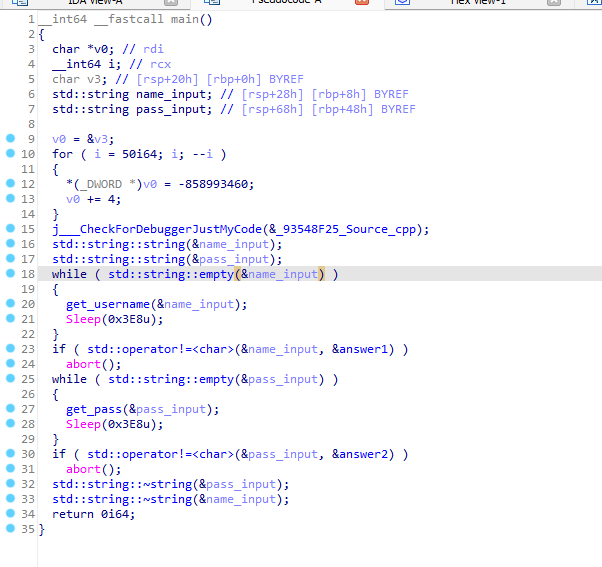 IDA View-A Pseudocode-A Hex View-1
1 __int64 __fastcall main()
2 {
3 char *v0; // rdi
4 __int64 i; // rcx
5 char v3; // [rsp+20h] [rbp+0h] BYREF
6 std::string name_input; // [rsp+28h] [rbp+8h] BYREF
7 std::string pass_input; // [rsp+68h] [rbp+48h] BYREF
8
9 v0 = &v3;
10 for ( i = 50i64; i; --i )
11 {
12 *(_DWORD *)v0 = -858993460;
13 v0 += 4;
14 }
15 j___CheckForDebuggerJustMyCode(&_93548F25_Source_cpp);
16 std::string::string(&name_input);
17 std::string::string(&pass_input);
18 while ( std::string::empty(&name_input) )
19 {
20 get_username(&name_input);
21 Sleep(0x3E8u);
22 }
23 if ( std::operator!=<char>(&name_input, &answer1) )
24 abort();
25 while ( std::string::empty(&pass_input) )
26 {
27 get_pass(&pass_input);
28 Sleep(0x3E8u);
29 }
30 if ( std::operator!=<char>(&pass_input, &answer2) )
31 abort();
32 std::string::~string(&pass_input);
33 std::string::~string(&name_input);
34 return 0i64;
35 }